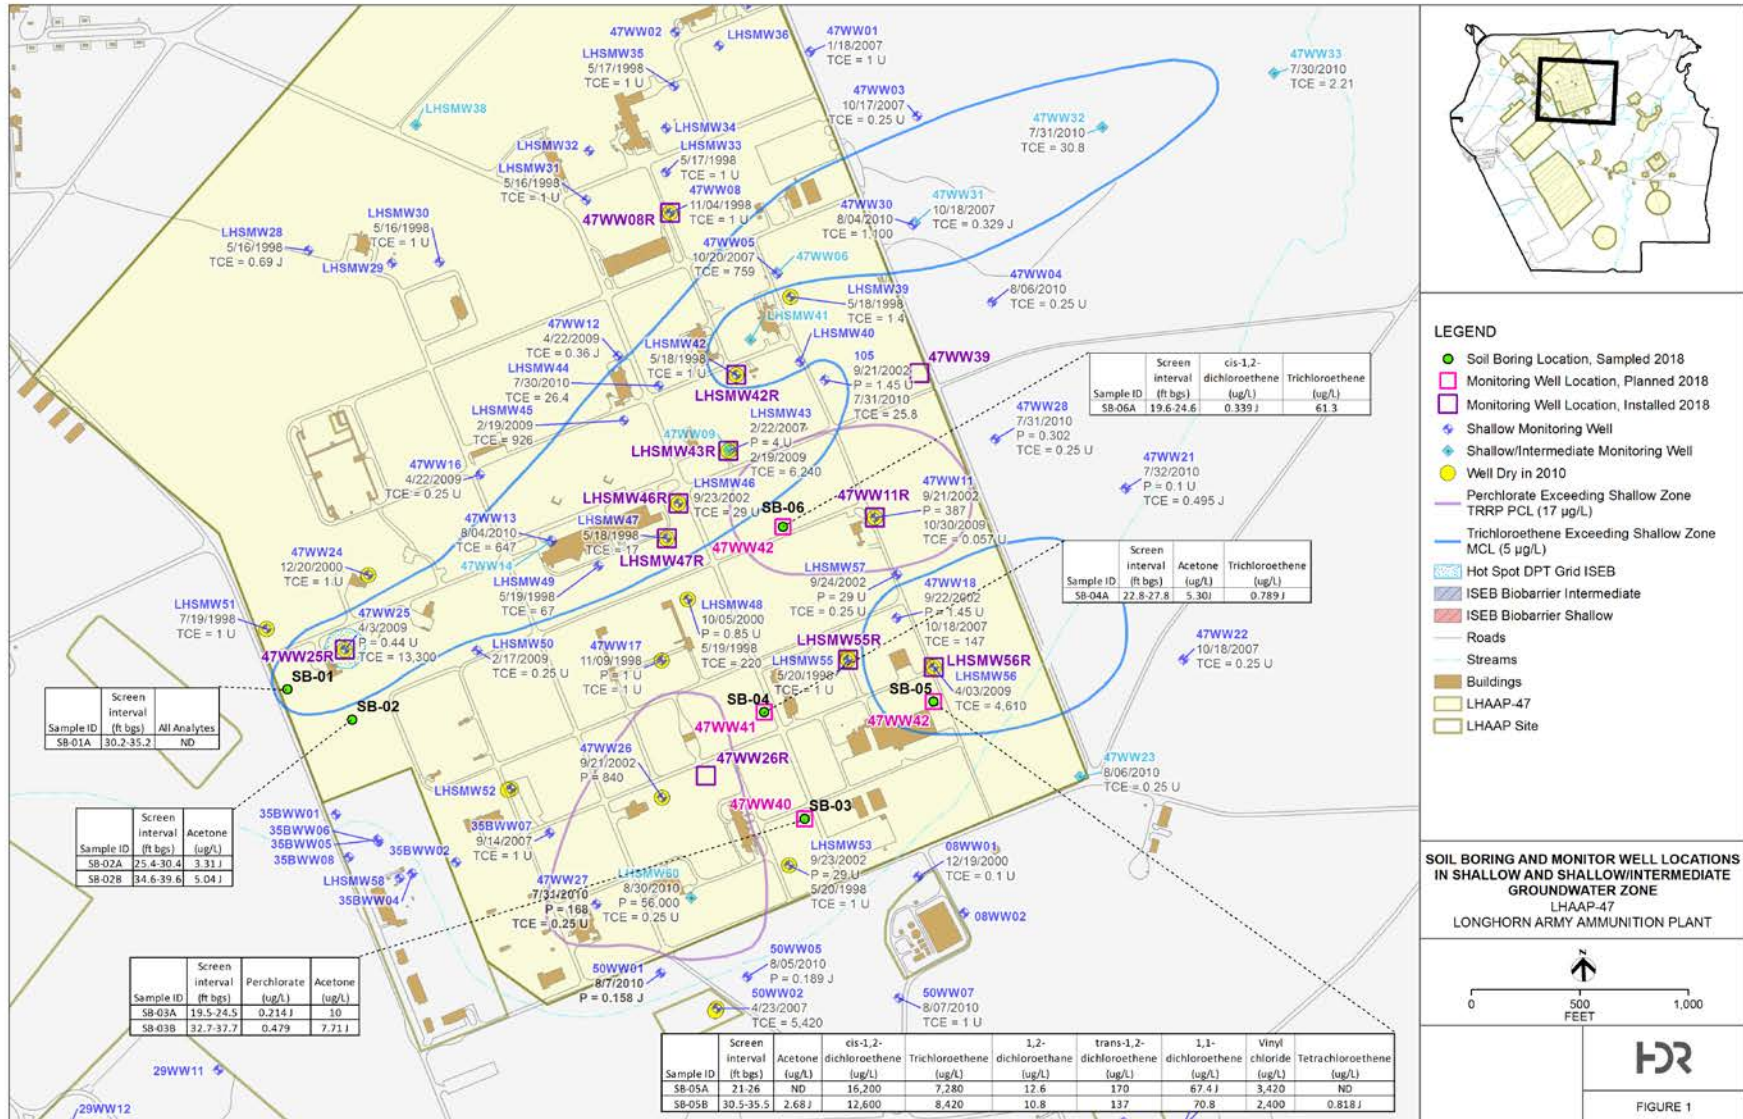 47WW02
LHSMW36
47WW01
1/18/2007
TCE = 1 U
LHSMW35
5/17/1998
TCE = 1 U
47WW33
7/30/2010
TCE = 2.21
47WW03
10/17/2007
TCE = 0.25 U
LHSMW38
47WW32
7/31/2010
TCE = 30.8
LHSMW34
LHSMW32
LHSMW33
5/17/1998
TCE = 1 U
LHSMW31
5/16/1998
TCE = 1 U
47WW08
11/04/1998
TCE = 1 U
47WW08R
47WW30
8/04/2010
TCE = 1,100
47WW31
10/18/2007
TCE = 0.329 J
LHSMW30
5/16/1998
TCE = 1 U
LHSMW28
5/16/1998
TCE = 0.69 J
LHSMW29
47WW05
10/20/2007
TCE = 759
47WW06
47WW04
8/06/2010
TCE = 0.25 U
LHSMW39
5/18/1998
TCE = 1.4
LHSMW41
47WW12
4/22/2009
TCE = 0.36 J
LHSMW42
5/18/1998
TCE = 1 U
LHSMW40
105
9/21/2002
P = 1.45 U
7/31/2010
TCE = 25.8
47WW39
LHSMW44
7/30/2010
TCE = 26.4
LHSMW42R
LHSMW45
2/19/2009
TCE = 926
LHSMW43
2/22/2007
P = 4 U
2/19/2009
TCE = 6,240
47WW09
LHSMW43R
47WW28
7/31/2010
P = 0.302
TCE = 0.25 U
47WW21
7/32/2010
P = 0.1 U
TCE = 0.495 J
47WW16
4/22/2009
TCE = 0.25 U
LHSMW46R
LHSMW46
9/23/2002
TCE = 29 U
SB-06
47WW11R
47WW11
9/21/2002
P = 387
10/30/2009
TCE = 0.057 U
47WW13
8/04/2010
TCE = 647
LHSMW47
5/18/1998
TCE = 17
47WW42
47WW14
LHSMW47R
47WW24
12/20/2000
TCE = 1 U
LHSMW49
5/19/1998
TCE = 67
LHSMW57
9/24/2002
P = 29 U
TCE = 0.25 U
47WW18
9/22/2002
P = 1.45 U
10/18/2007
TCE = 147
LHSMW51
7/19/1998
TCE = 1 U
47WW25
4/3/2009
P = 0.44 U
TCE = 13,300
47WW25R
LHSMW48
10/05/2000
P = 0.85 U
5/19/1998
TCE = 220
LHSMW50
2/17/2009
TCE = 0.25 U
47WW17
11/09/1998
P = 1 U
TCE = 1 U
LHSMW55R
LHSMW55
5/20/1998
TCE = 1 U
LHSMW56R
LHSMW56
4/03/2009
TCE = 4,610
47WW22
10/18/2007
TCE = 0.25 U
SB-01
SB-02
SB-04
SB-05
47WW41
47WW42
47WW26
9/21/2002
P = 840
47WW26R
47WW23
8/06/2010
TCE = 0.25 U
LHSMW52
47WW40
SB-03
35BWW01
35BWW06
35BWW05
35BWW08
35BWW02
LHSMW58
35BWW04
35BWW07
9/14/2007
TCE = 1 U
LHSMW53
9/23/2002
P = 29 U
5/20/1998
TCE = 1 U
08WW01
12/19/2000
TCE = 0.1 U
08WW02
47WW27
7/31/2010
P = 168
TCE = 0.25 U
LHSMW60
8/30/2010
P = 56,000
TCE = 0.25 U
50WW01
8/7/2010
P = 0.158 J
50WW05
8/05/2010
P = 0.189 J
50WW02
4/23/2007
TCE = 5,420
50WW07
8/07/2010
TCE = 1 U
29WW11
29WW12
Sample ID Screen interval (ft bgs) cis-1,2-dichloroethene (ug/L) Trichloroethene (ug/L)
SB-06A 19.6-24.6 0.339 J 61.3
Sample ID Screen interval (ft bgs) Acetone (ug/L) Trichloroethene (ug/L)
SB-04A 22.8-27.8 5.30J 0.789 J
Sample ID Screen interval (ft bgs) All Analytes
SB-01A 30.2-35.2 ND
Sample ID Screen interval (ft bgs) Acetone (ug/L)
SB-02A 25.4-30.4 3.31 J
SB-02B 34.6-39.6 5.04 J
Sample ID Screen interval (ft bgs) Perchlorate (ug/L) Acetone (ug/L)
SB-03A 19.5-24.5 0.214 J 10
SB-03B 32.7-37.7 0.479 7.71 J
Sample ID Screen interval (ft bgs) Acetone (ug/L) cis-1,2-dichloroethene (ug/L) Trichloroethene (ug/L) 1,2-dichloroethane (ug/L) trans-1,2-dichloroethene (ug/L) 1,1-dichloroethene (ug/L) Vinyl chloride (ug/L) Tetrachloroethene (ug/L)
SB-05A 21-26 ND 16,200 7,280 12.6 170 67.4 J 3,420 ND
SB-05B 30.5-35.5 2.68 J 12,600 8,420 10.8 137 70.8 2,400 0.818 J
LEGEND
Soil Boring Location, Sampled 2018
Monitoring Well Location, Planned 2018
Monitoring Well Location, Installed 2018
Shallow Monitoring Well
Shallow/Intermediate Monitoring Well
Well Dry in 2010
Perchlorate Exceeding Shallow Zone
TRRP PCL (17 µg/L)
Trichloroethene Exceeding Shallow Zone
MCL (5 µg/L)
Hot Spot DPT Grid ISEB
ISEB Biobarrier Intermediate
ISEB Biobarrier Shallow
Roads
Streams
Buildings
LHAAP-47
LHAAP Site
SOIL BORING AND MONITOR WELL LOCATIONS
IN SHALLOW AND SHALLOW/INTERMEDIATE
GROUNDWATER ZONE
LHAAP-47
LONGHORN ARMY AMMUNITION PLANT
N
0 500 1,000
FEET
HDR
FIGURE 1